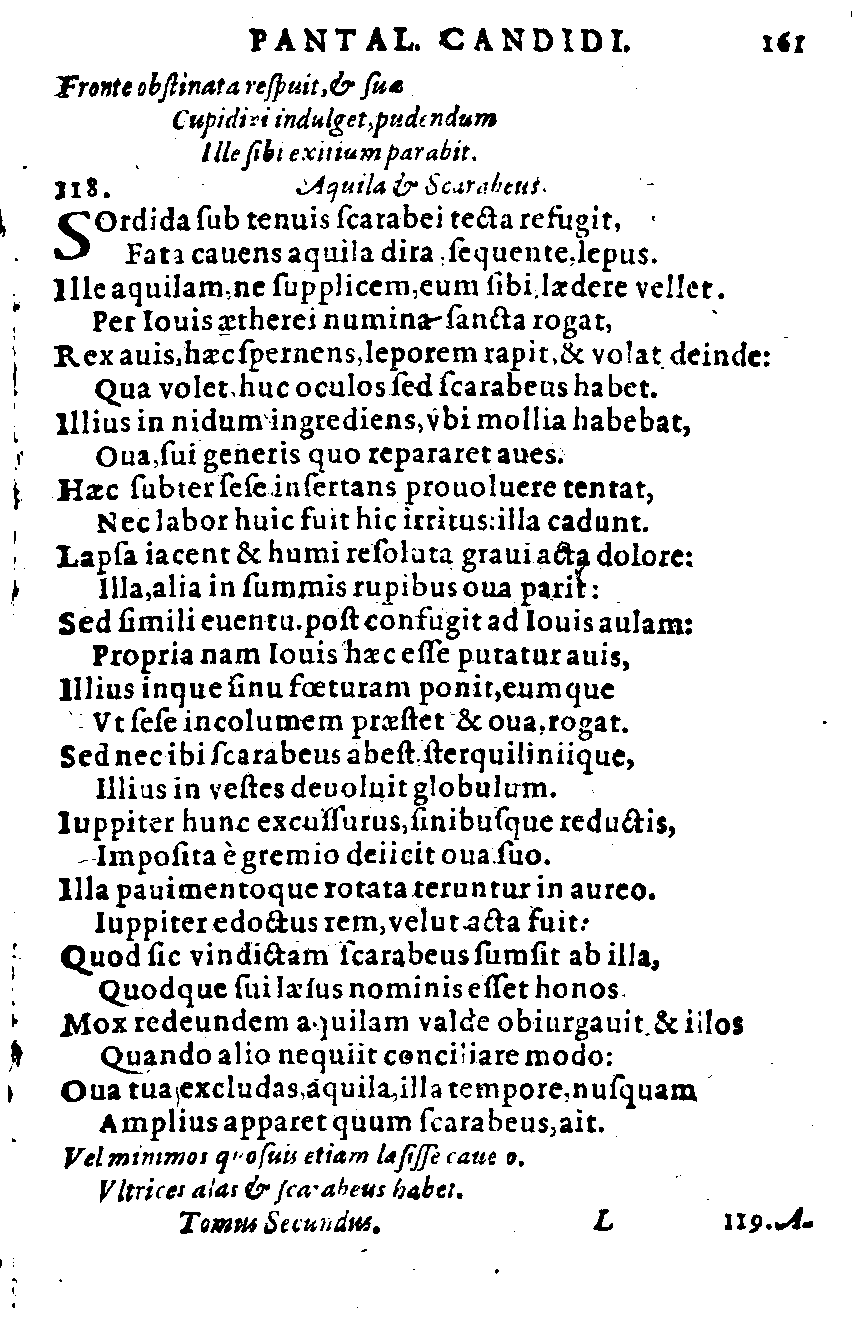 PANTAL. CANDIDI. 161
Fronte obſtinata reſpuit, & ſua
Cupidini indulget, pudendum
Ille ſibi exitium parabit.
118. Aquila & Scarabeus.
SOrdida ſub tenuis ſcarabei tecta refugit,
Fata cauens aquila dira, ſequente, lepus.
Ille aquilam, ne ſupplicem, eum ſibi, lædere vellet.
Per Iouis ætherei numina ſancta rogat,
Rex auis, hæc ſpernens, leporem rapit, & volat deinde:
Qua volet, huc oculos ſed ſcarabeus habet.
Illius in nidum ingrediens, vbi mollia habebat,
Oua, ſui generis quo repararet aues.
Hæc ſubter ſeſe inſertans prouoluere tentat,
Nec labor huic fuit hic irritus: illa cadunt.
Lapſa iacent & humi reſoluta graui acta dolore:
Illa, alia in ſummis rupibus oua parit:
Sed ſimili euentu. poſt confugit ad Iouis aulam:
Propria nam Iouis hæc eſſe putatur auis,
Illius inque ſinu fœturam ponit, eumque
Vt ſeſe incolumem præſtet & oua, rogat.
Sed nec ibi ſcarabeus abeſt. ſterquiliniique,
Illius in veſtes deuoluit globulum.
Iuppiter hunc excuſſurus, ſinibuſque reductis,
Impoſita è gremio deiicit oua ſuo.
Illa pauimentoque rotata teruntur in aureo.
Iuppiter edoctus rem, velut acta fuit:
Quod ſic vindictam ſcarabeus ſumſit ab illa,
Quodque ſui læſus nominis eſſet honos.
Mox redeundem aquilam valde obiurgauit, & illos
Quando alio nequiit conciliare modo:
Oua tua excludas, aquila, illa tempore, nuſquam
Amplius apparet quum ſcarabeus, ait.
Vel minimos quoſuis etiam læſiſſe caue o.
Vltrices alas & ſcarabeus habet.
Tomus Secundus. L 119. A-